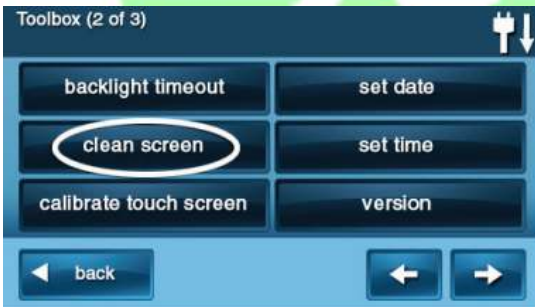 Toolbox (2 of 3)
backlight timeout
set date
clean screen
set time
calibrate touch screen
version
back